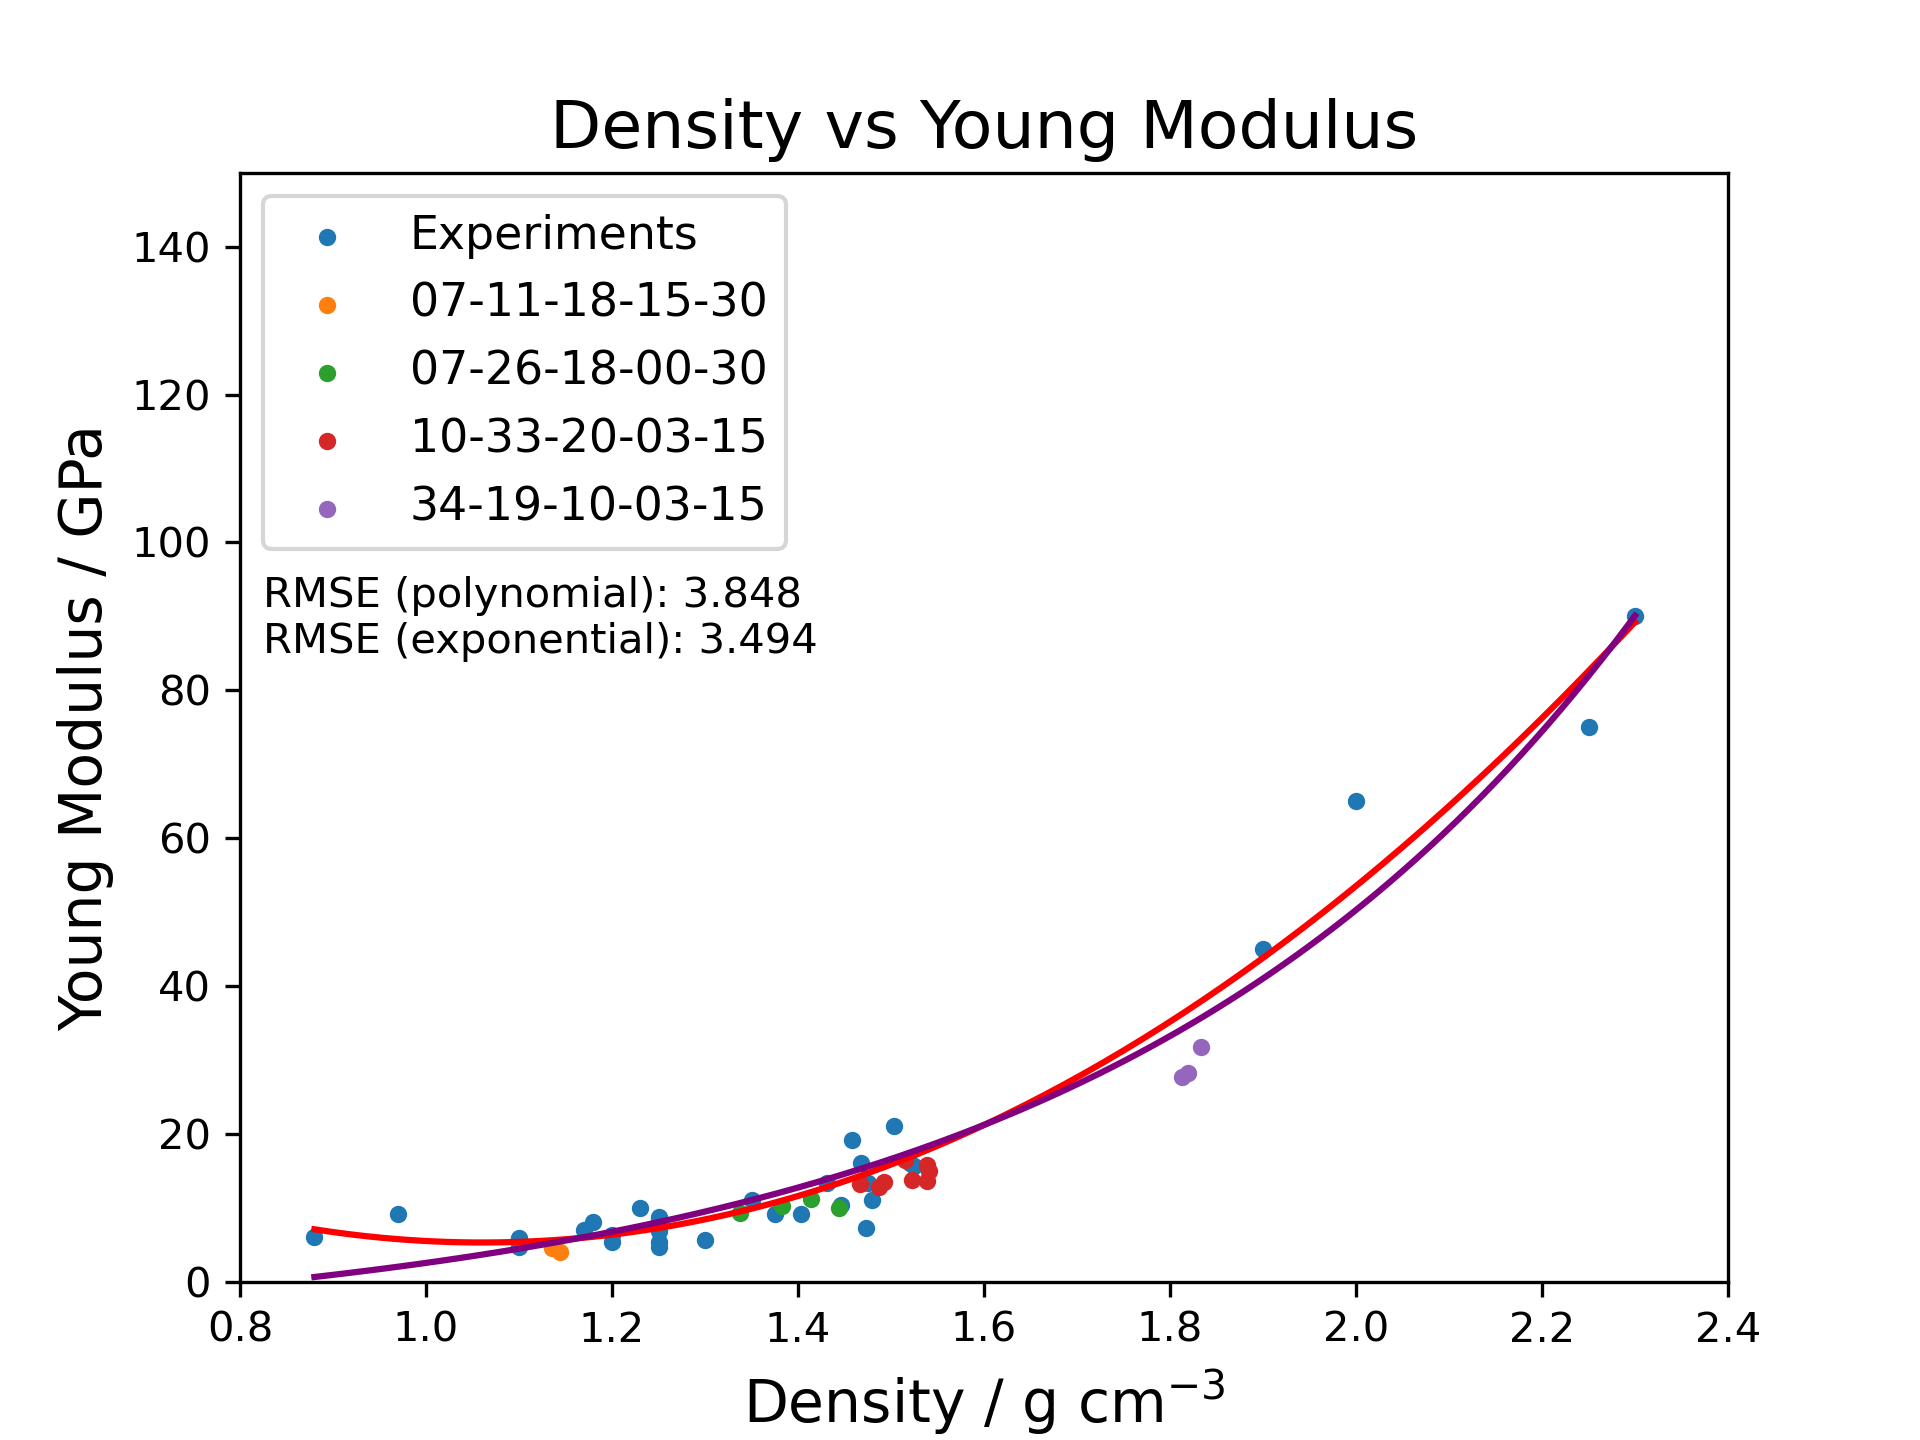 Density vs Young Modulus
Experiments
07-11-18-15-30
07-26-18-00-30
10-33-20-03-15
34-19-10-03-15
RMSE (polynomial): 3.848
RMSE (exponential): 3.494
Young Modulus / GPa
140
120
100
80
60
40
20
0
0.8 1.0 1.2 1.4 1.6 1.8 2.0 2.2 2.4
Density / g cm⁻³